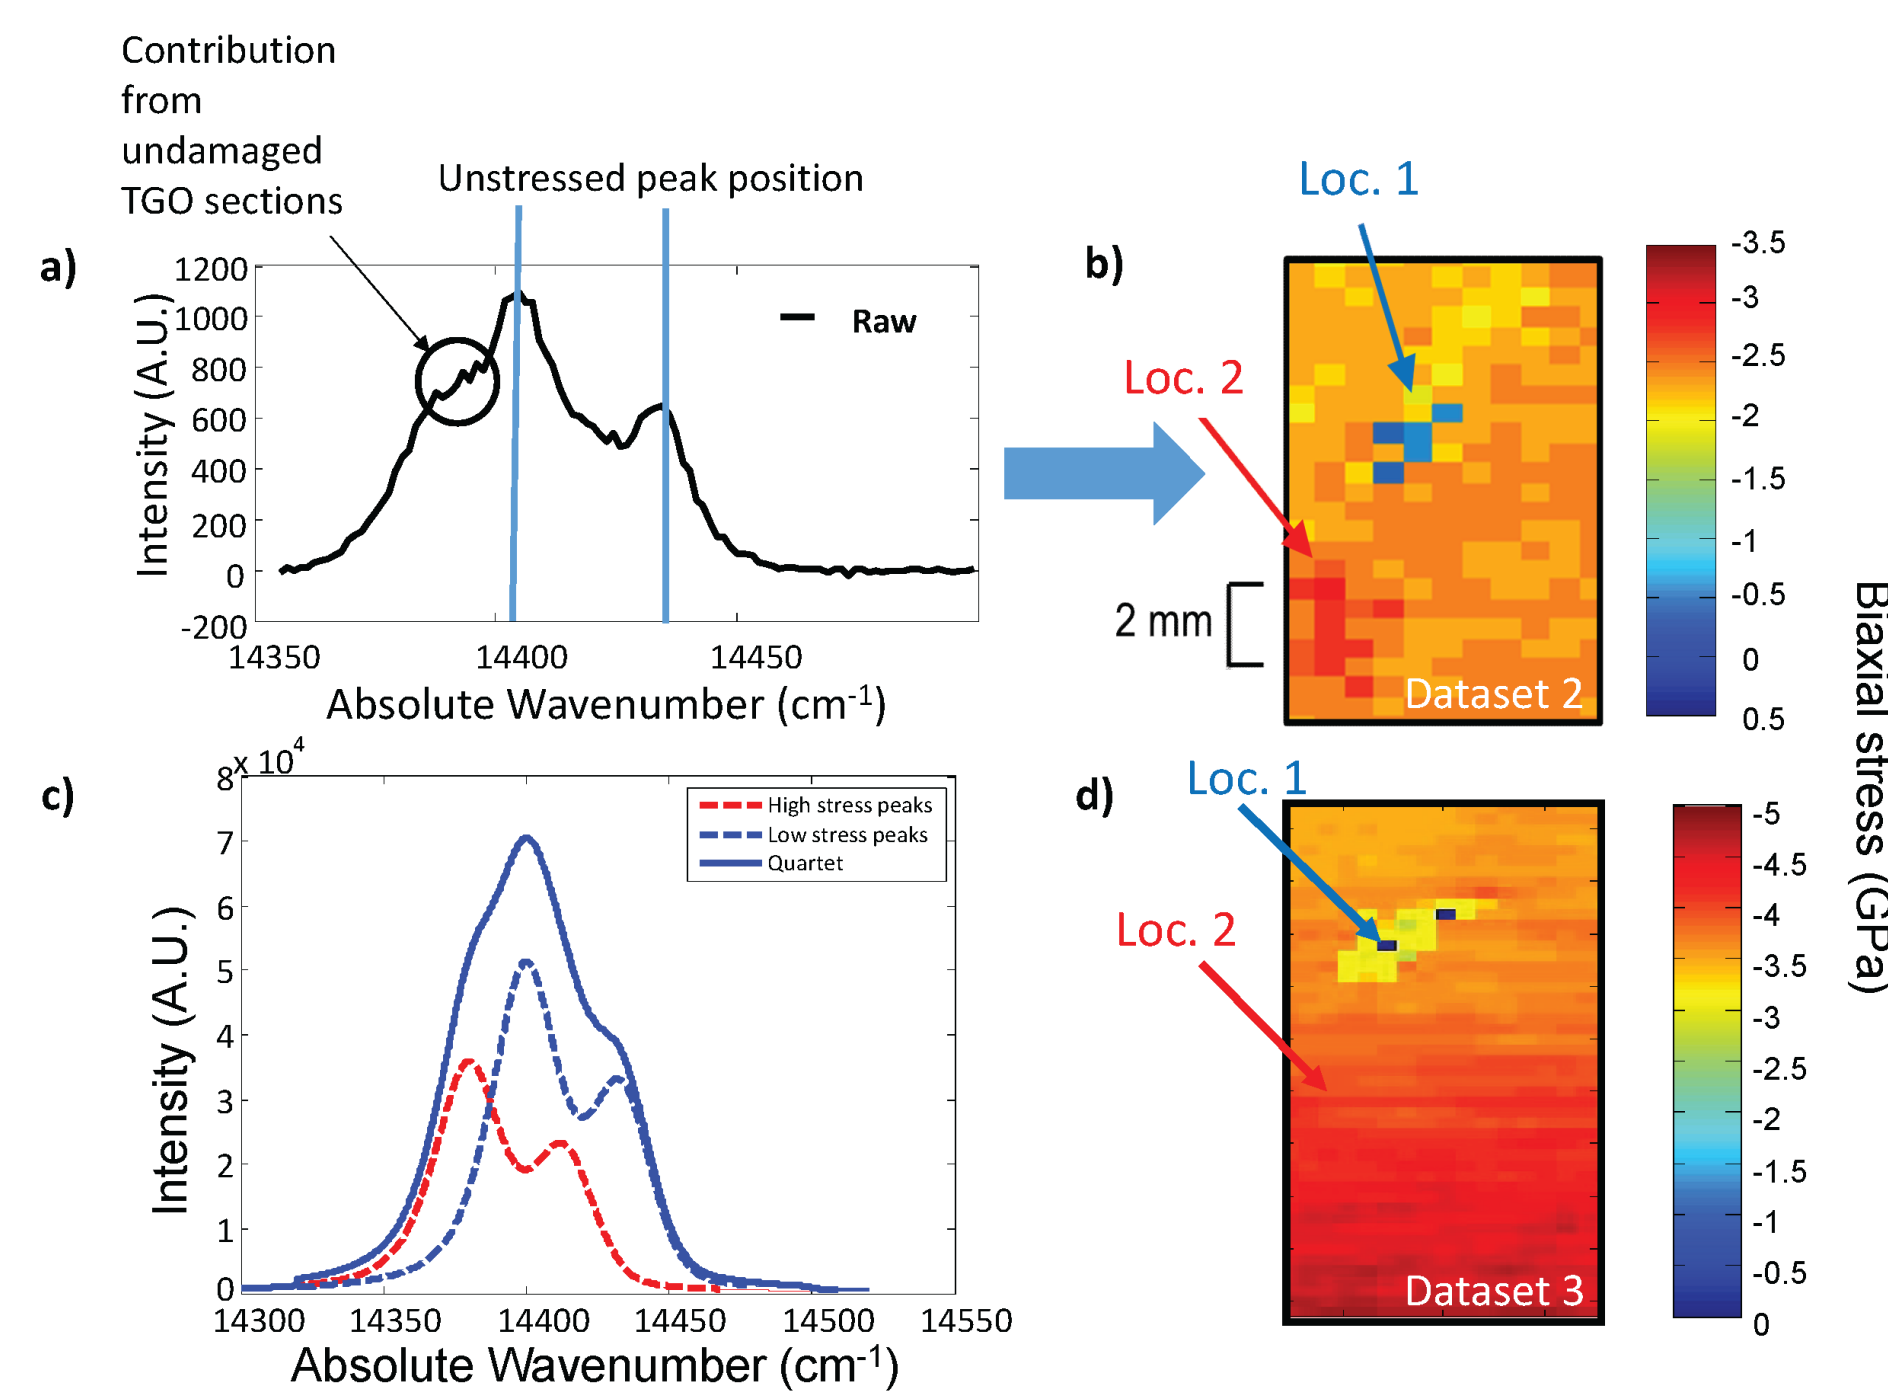 Contribution
from
undamaged
TGO sections
Unstressed peak position
a)
1200
1000
800
600
400
200
0
-200
Intensity (A.U.)
Raw
14350 14400 14450
Absolute Wavenumber (cm-1)
b)
Loc. 1
Loc. 2
2 mm
Dataset 2
-3.5
-3
-2.5
-2
-1.5
-1
-0.5
0
0.5
Biaxial stress (GPa)
c)
x 10^4
8
7
6
5
4
3
2
1
0
Intensity (A.U.)
High stress peaks
Low stress peaks
Quartet
14300 14350 14400 14450 14500 14550
Absolute Wavenumber (cm-1)
d)
Loc. 1
Loc. 2
Dataset 3
-5
-4.5
-4
-3.5
-3
-2.5
-2
-1.5
-1
-0.5
0